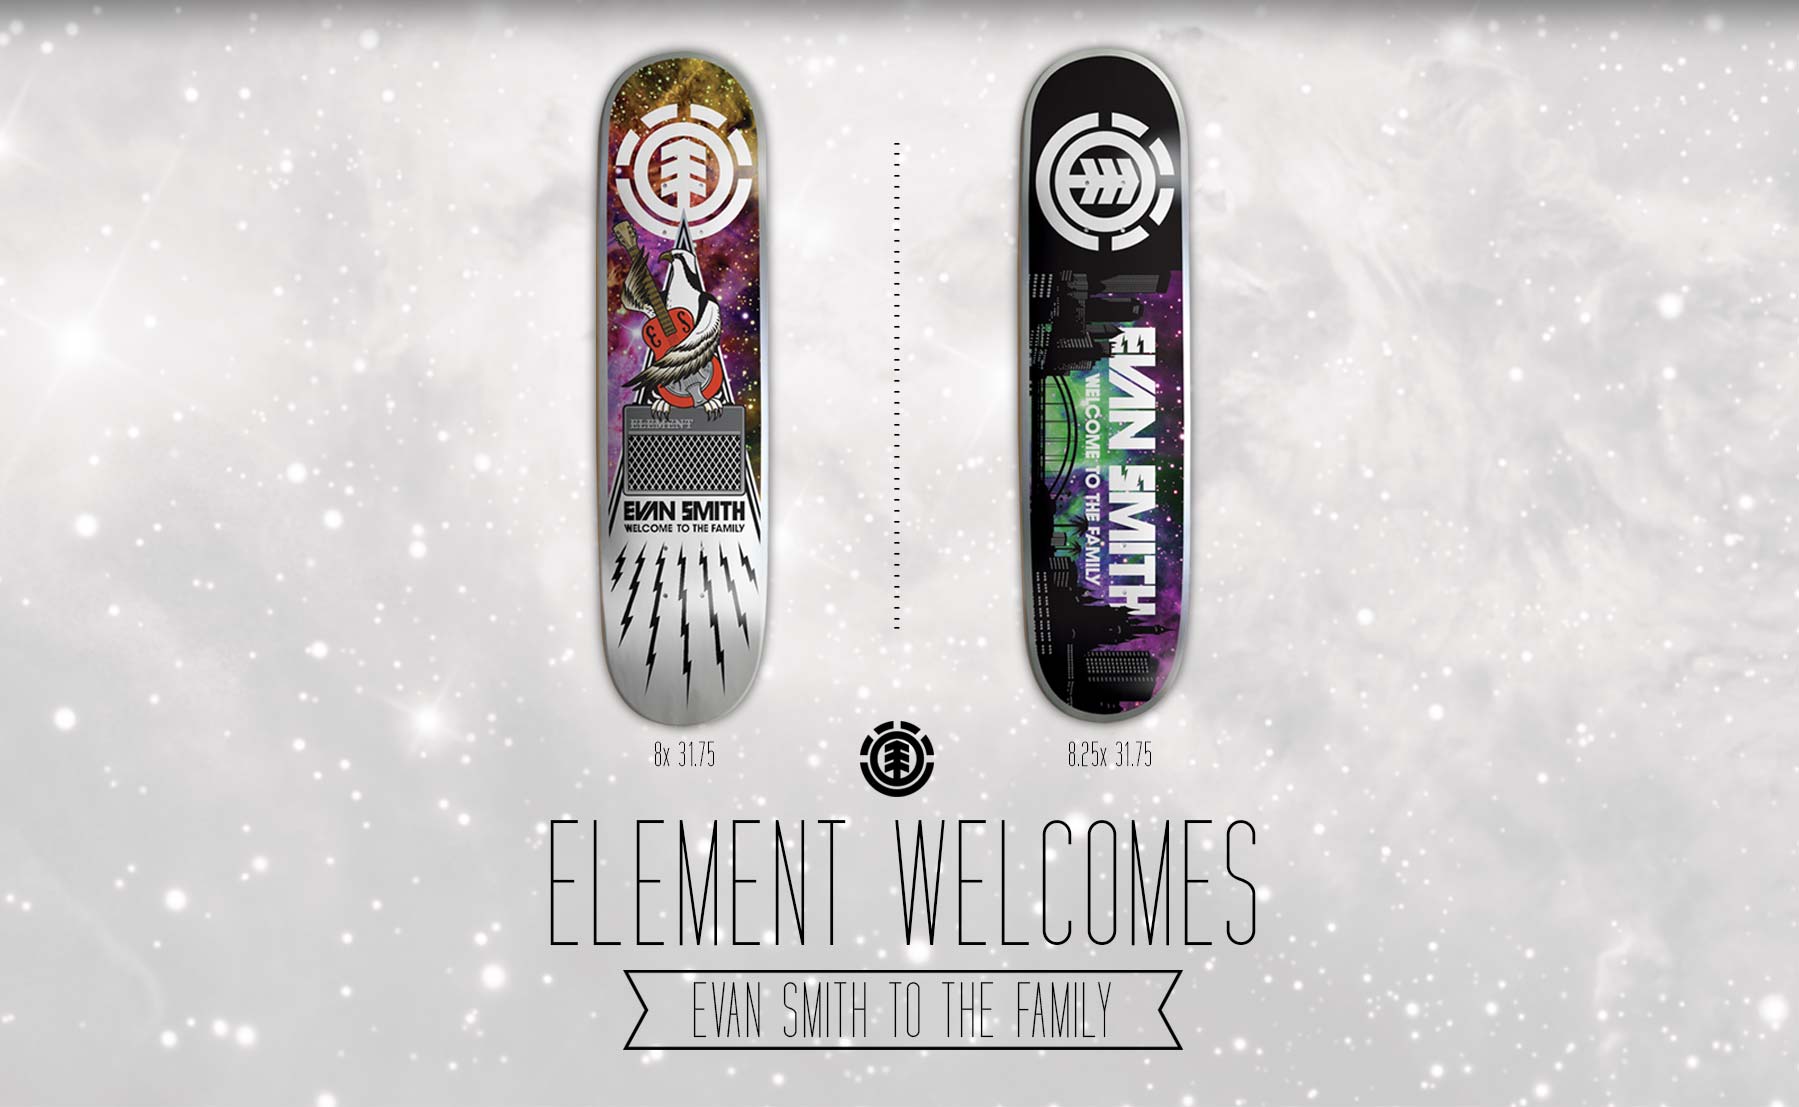 E S
ELEMENT
EVAN SMITH
WELCOME TO THE FAMILY
EVAN SMITH
WELCOME TO THE FAMILY
8x 31.75
8.25x 31.75
ELEMENT WELCOMES
EVAN SMITH TO THE FAMILY